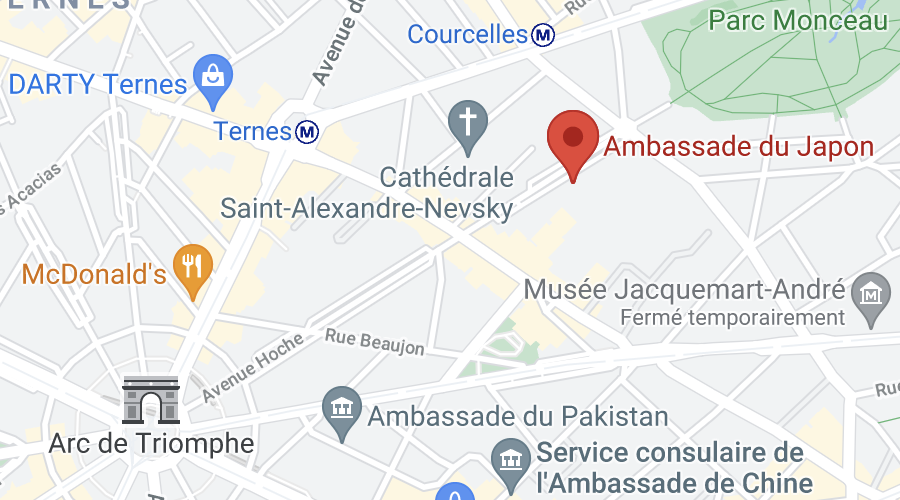 ERNES
Parc Monceau
Courcelles
M
Avenue d
DARTY Ternes
Ternes
M
Ambassade du Japon
Cathédrale
Saint-Alexandre-Nevsky
s Acacias
McDonald's
Musée Jacquemart-André
Fermé temporairement
Rue Beaujon
Avenue Hoche
Rue
Arc de Triomphe
Ambassade du Pakistan
Service consulaire de
l'Ambassade de Chine